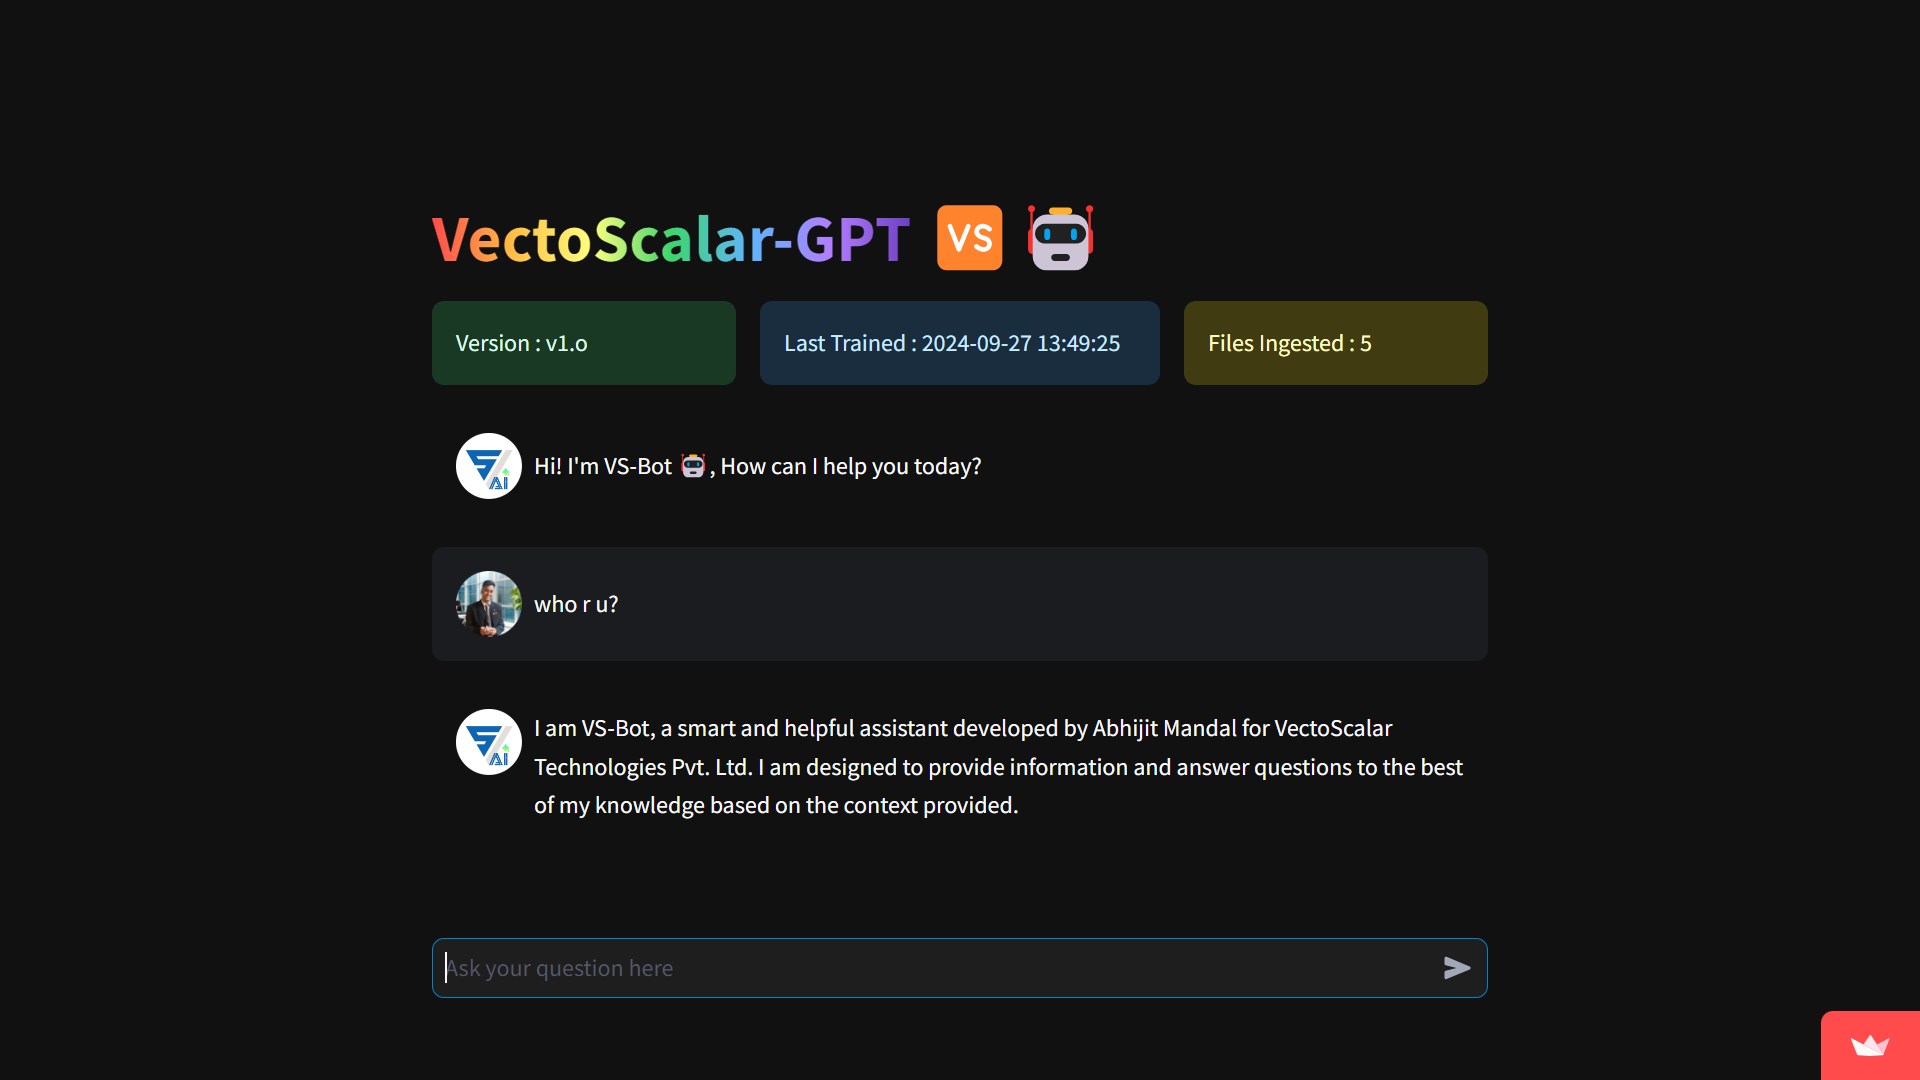 VectoScalar-GPT VS
Version : v1.o
Last Trained : 2024-09-27 13:49:25
Files Ingested : 5
AI
Hi! I'm VS-Bot 🤖, How can I help you today?
who r u?
AI
I am VS-Bot, a smart and helpful assistant developed by Abhijit Mandal for VectoScalar
Technologies Pvt. Ltd. I am designed to provide information and answer questions to the best
of my knowledge based on the context provided.
Ask your question here